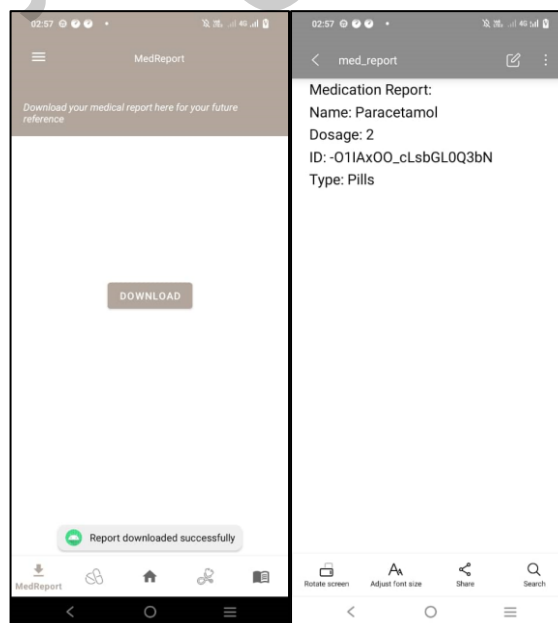 02:57
MedReport
Download your medical report here for your future
reference
DOWNLOAD
Report downloaded successfully
MedReport
02:57
med_report
Medication Report:
Name: Paracetamol
Dosage: 2
ID: -O1IAxOO_cLsbGL0Q3bN
Type: Pills
Rotate screen
Adjust font size
Share
Search